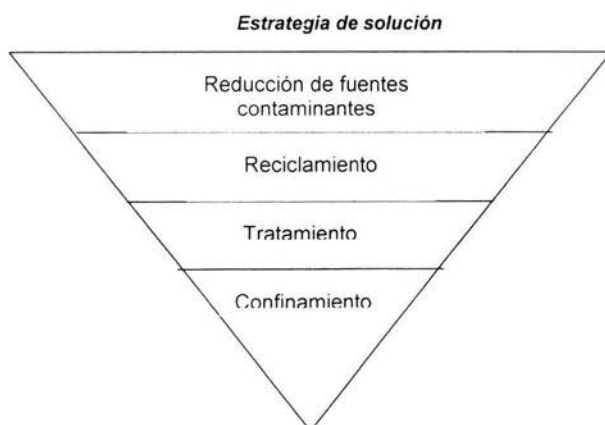 Estrategia de solución
Reducción de fuentes
contaminantes
Reciclamiento
Tratamiento
Confinamiento